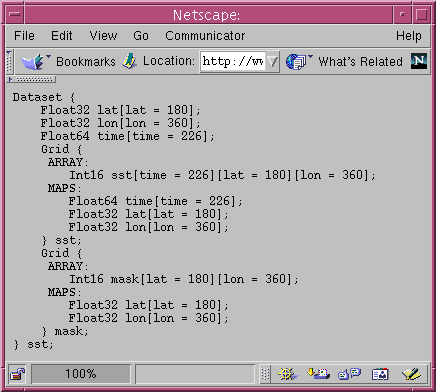 Netscape:
File Edit View Go Communicator Help
Bookmarks Location: http://ww What's Related N
Dataset {
    Float32 lat[lat = 180];
    Float32 lon[lon = 360];
    Float64 time[time = 226];
    Grid {
     ARRAY:
        Int16 sst[time = 226][lat = 180][lon = 360];
     MAPS:
        Float64 time[time = 226];
        Float32 lat[lat = 180];
        Float32 lon[lon = 360];
    } sst;
    Grid {
     ARRAY:
        Int16 mask[lat = 180][lon = 360];
     MAPS:
        Float32 lat[lat = 180];
        Float32 lon[lon = 360];
    } mask;
} sst;
100%